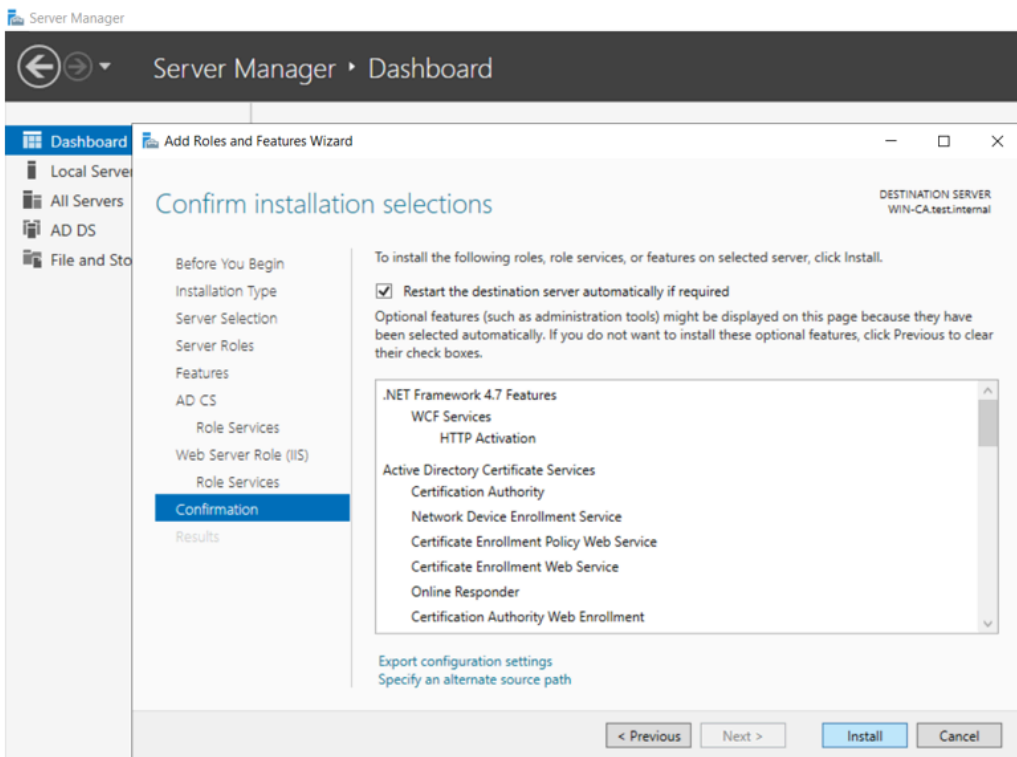 Server Manager
Server Manager • Dashboard
Dashboard
Local Server
All Servers
AD DS
File and Sto
Add Roles and Features Wizard
Confirm installation selections
DESTINATION SERVER
WIN-CA.test.internal
Before You Begin
Installation Type
Server Selection
Server Roles
Features
AD CS
Role Services
Web Server Role (IIS)
Role Services
Confirmation
Results
To install the following roles, role services, or features on selected server, click Install.
Restart the destination server automatically if required
Optional features (such as administration tools) might be displayed on this page because they have
been selected automatically. If you do not want to install these optional features, click Previous to clear
their check boxes.
.NET Framework 4.7 Features
WCF Services
HTTP Activation
Active Directory Certificate Services
Certification Authority
Network Device Enrollment Service
Certificate Enrollment Policy Web Service
Certificate Enrollment Web Service
Online Responder
Certification Authority Web Enrollment
Export configuration settings
Specify an alternate source path
< Previous
Next >
Install
Cancel